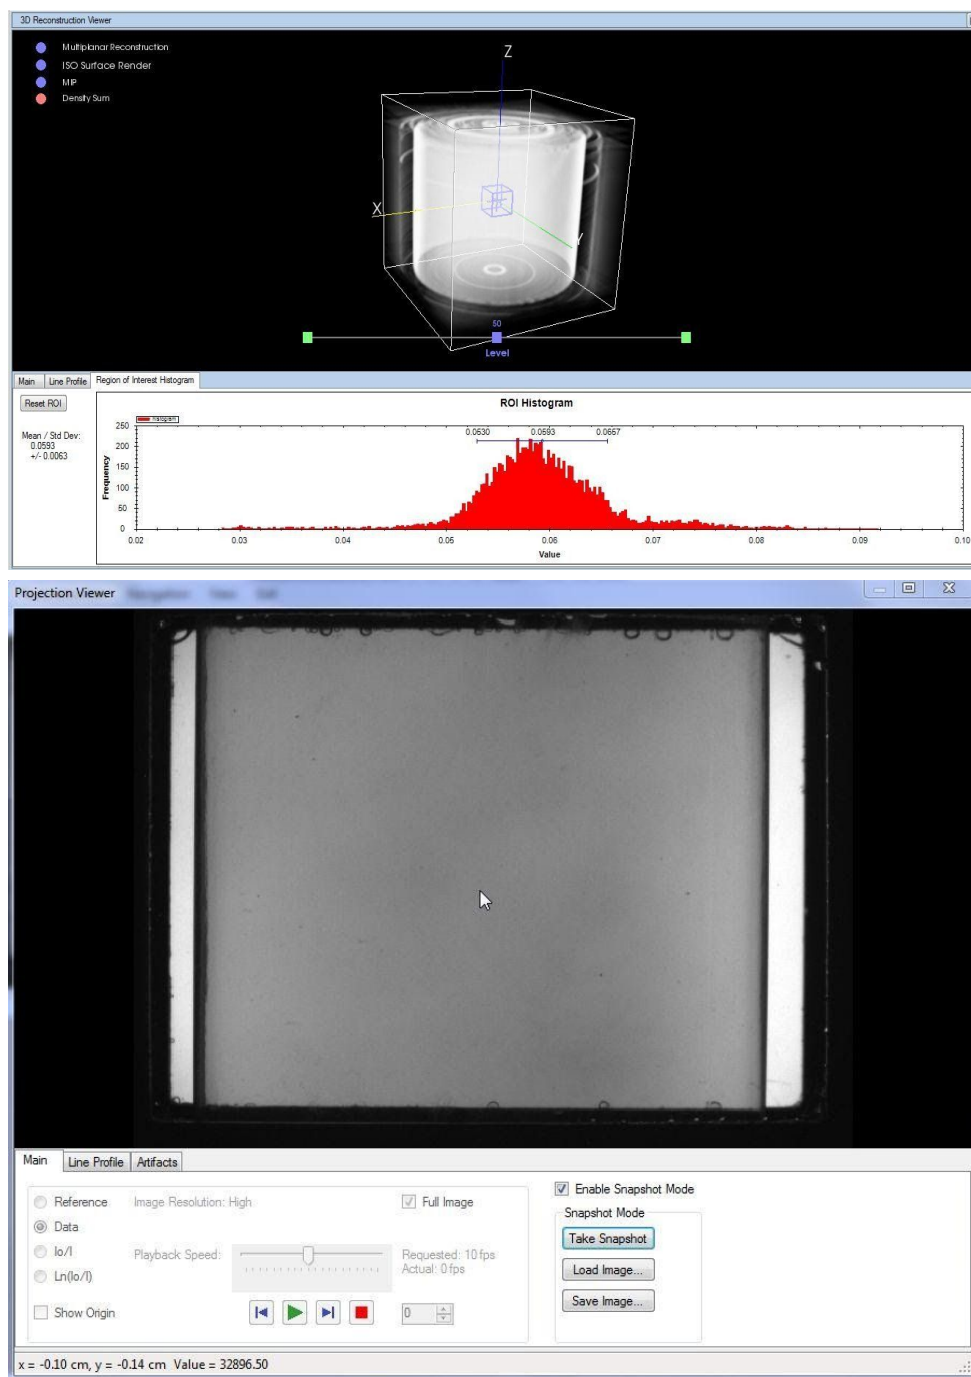 3D Reconstruction Viewer
Multiplanar Reconstruction
ISO Surface Render
MIP
Density Sum
Z
X
Y
50
Level
Main Line Profile Region of Interest Histogram
Reset ROI
ROI Histogram
histogram
Mean / Std Dev:
0.0593
+/- 0.0063
0.0530 0.0593 0.0657
Frequency
250
200
150
100
50
0
0.02 0.03 0.04 0.05 0.06 0.07 0.08 0.09 0.10
Value
Projection Viewer
Main Line Profile Artifacts
Reference Image Resolution: High Full Image
Data
Io/I Playback Speed: Requested: 10 fps
Actual: 0 fps
Ln(Io/I)
Show Origin 0
Enable Snapshot Mode
Snapshot Mode
Take Snapshot
Load Image...
Save Image...
x = -0.10 cm, y = -0.14 cm Value = 32896.50